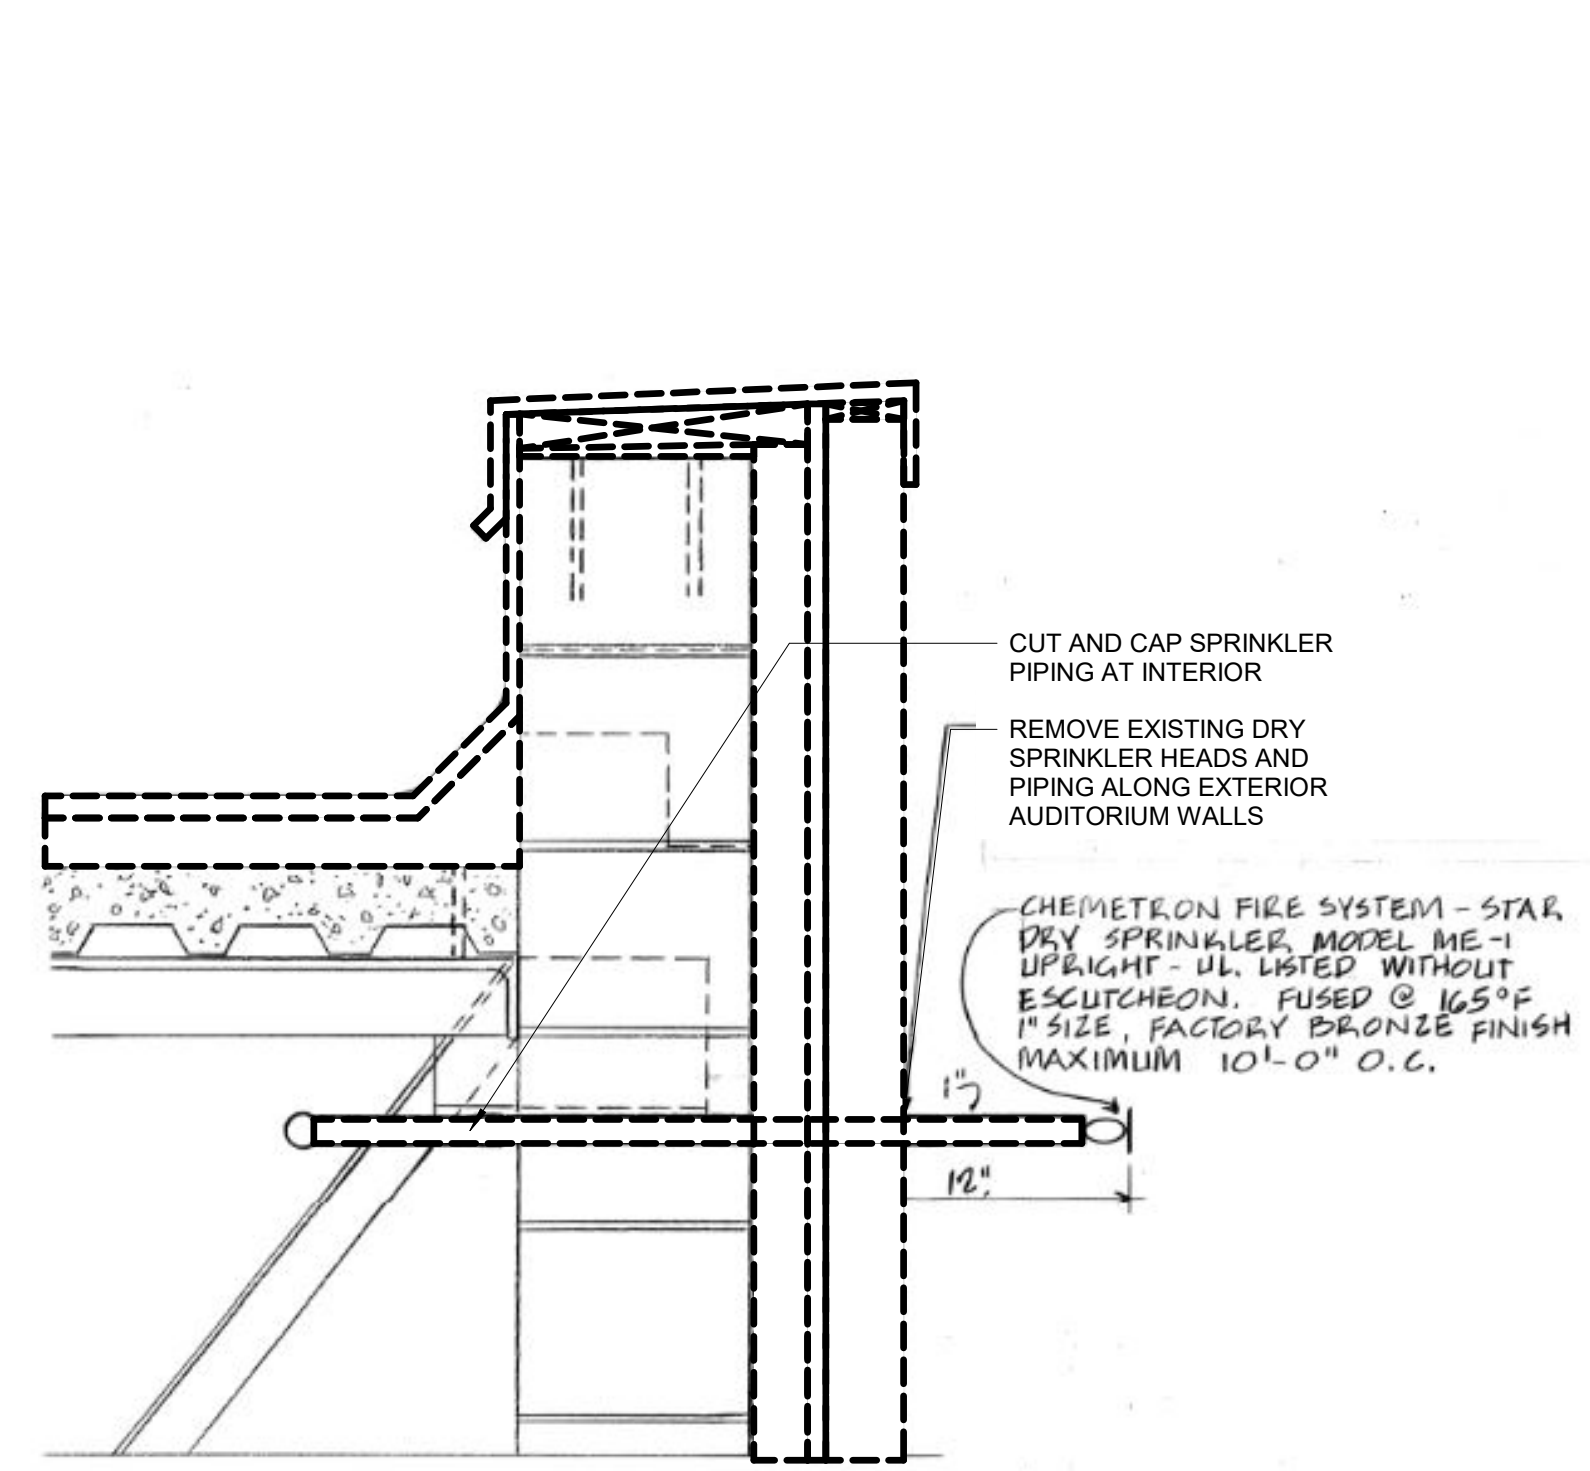 CUT AND CAP SPRINKLER
PIPING AT INTERIOR
REMOVE EXISTING DRY
SPRINKLER HEADS AND
PIPING ALONG EXTERIOR
AUDITORIUM WALLS
CHEMETRON FIRE SYSTEM - STAR
DRY SPRINKLER MODEL ME-1
UPRIGHT - UL. LISTED WITHOUT
ESCUTCHEON. FUSED @ 165°F
1" SIZE, FACTORY BRONZE FINISH
MAXIMUM 10'-0" O.C.
1"
12"